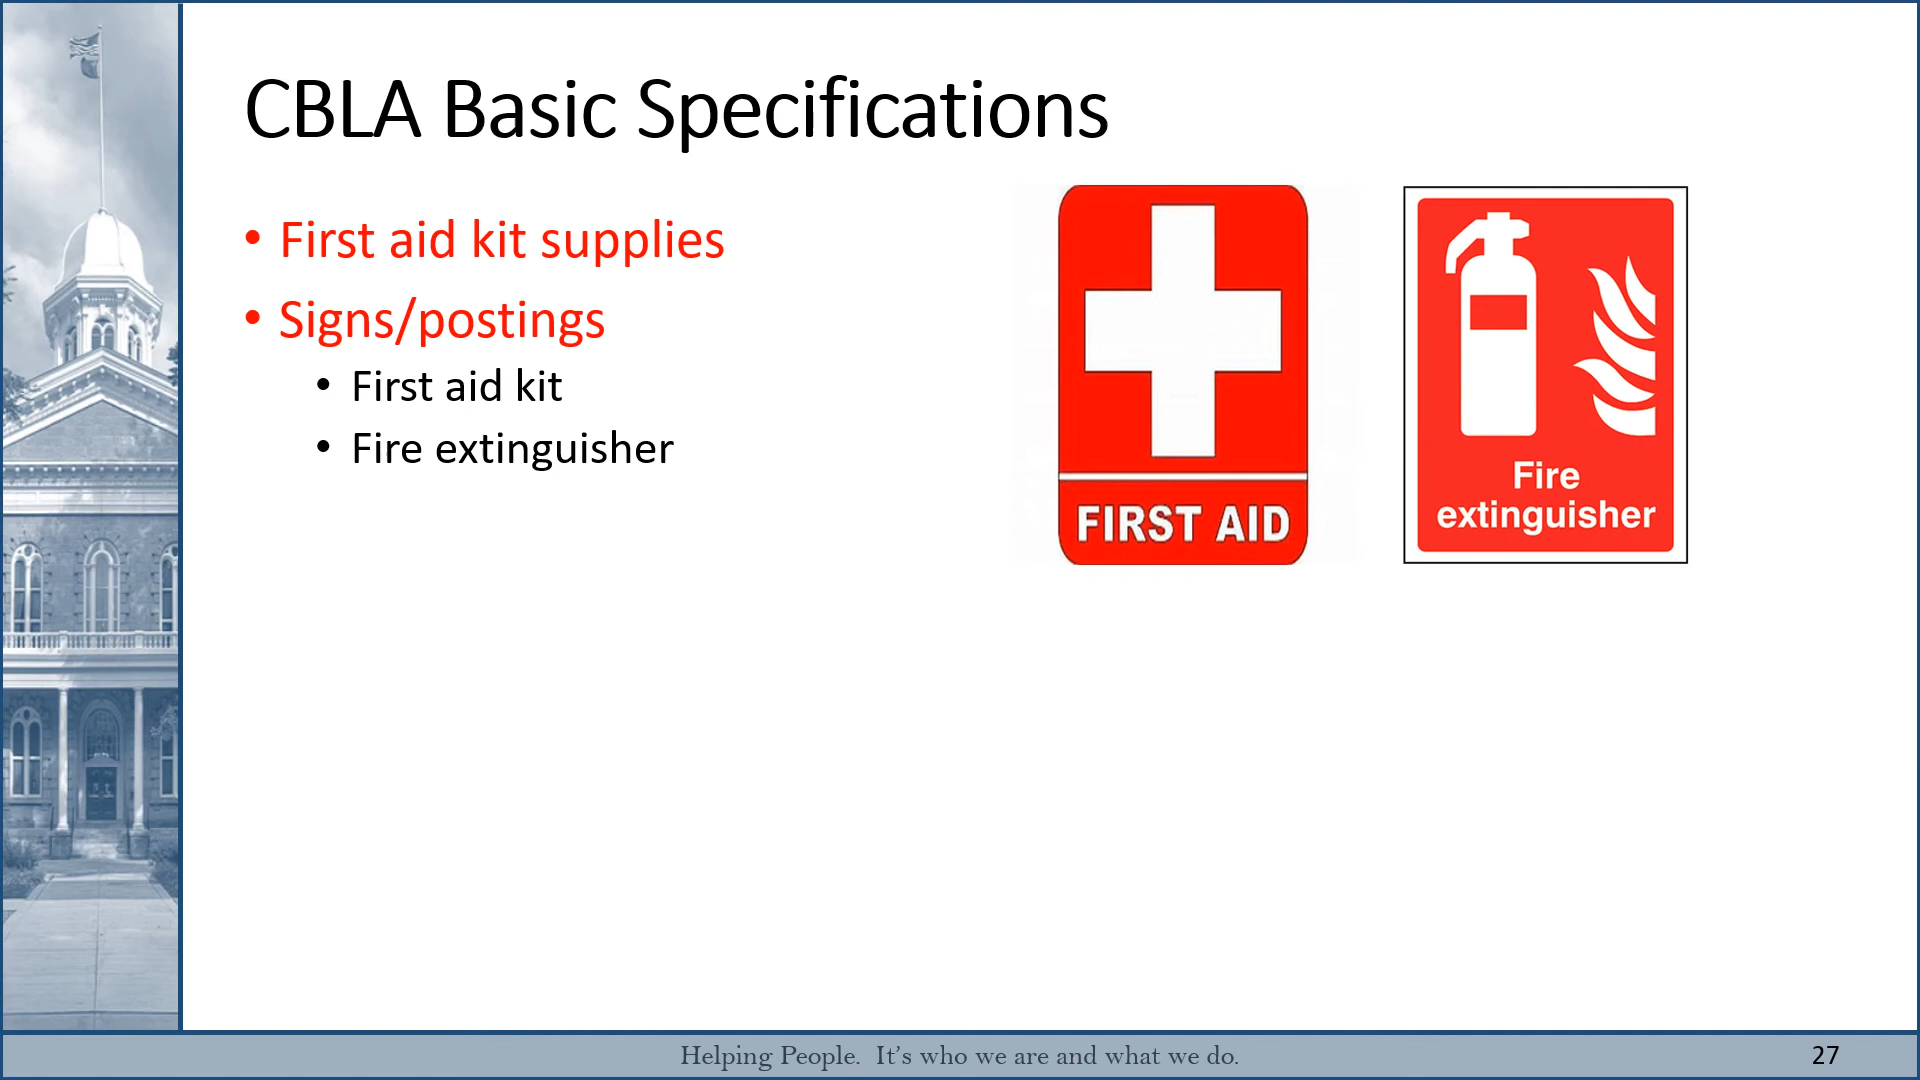 CBLA Basic Specifications
• First aid kit supplies
• Signs/postings
• First aid kit
• Fire extinguisher
FIRST AID
Fire
extinguisher
Helping People.  It’s who we are and what we do.
27